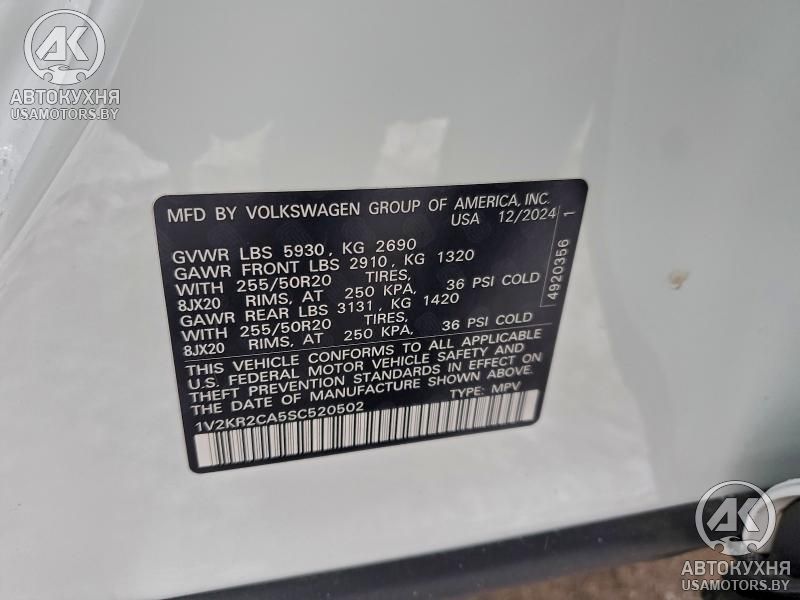 AK
АВТОКУХНЯ
USAMOTORS.BY
MFD BY VOLKSWAGEN GROUP OF AMERICA, INC.
USA 12/2024
GVWR LBS 5930, KG 2690
GAWR FRONT LBS 2910, KG 1320
WITH 255/50R20 TIRES,
8JX20 RIMS, AT 250 KPA, 36 PSI COLD
GAWR REAR LBS 3131, KG 1420
WITH 255/50R20 TIRES,
8JX20 RIMS, AT 250 KPA, 36 PSI COLD
THIS VEHICLE CONFORMS TO ALL APPLICABLE
U.S. FEDERAL MOTOR VEHICLE SAFETY AND
THEFT PREVENTION STANDARDS IN EFFECT ON
THE DATE OF MANUFACTURE SHOWN ABOVE.
1V2KR2CA5SC520502 TYPE: MPV
4920356 1
AK
АВТОКУХНЯ
USAMOTORS.BY